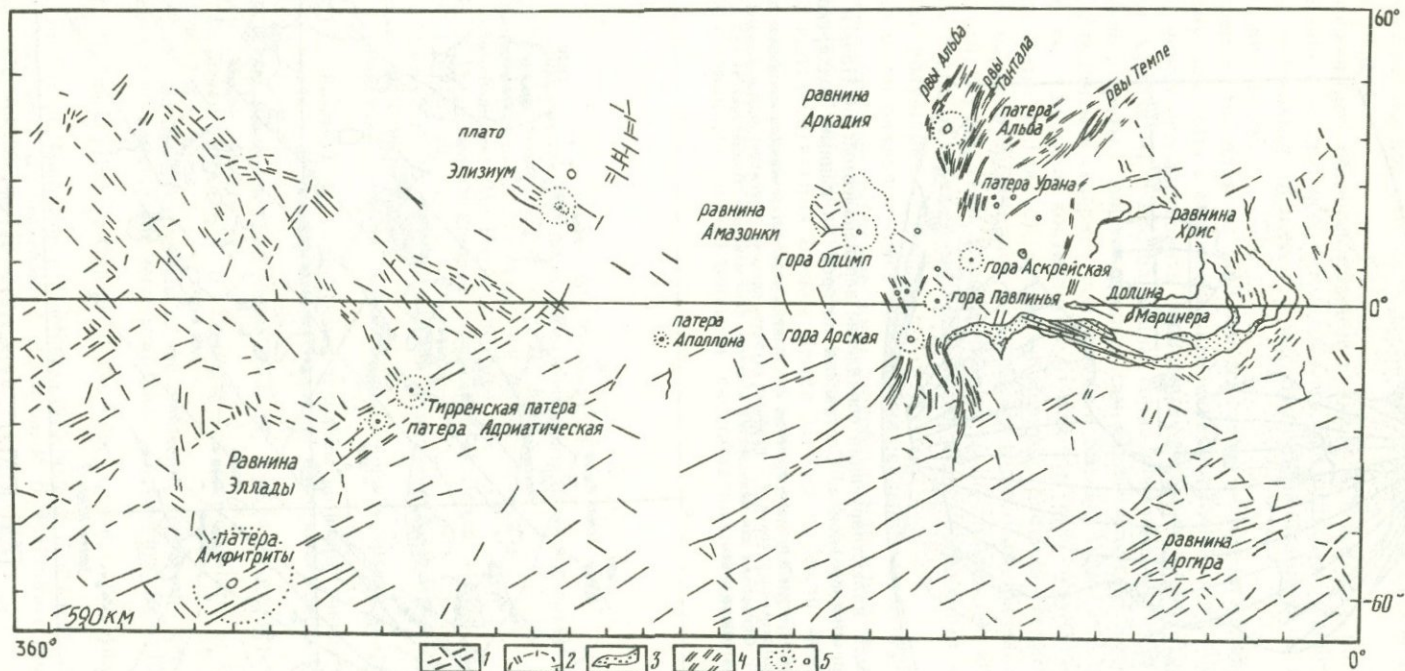 60°
рвы Альба
рвы
Тантала
рвы Темпе
равнина
Аркадия
патера
Альба
плато
Элизиум
патера Урана
равнина
Амазонки
равнина
Хрис
гора Олимп
гора Аскрейская
гора Павлинья
долина
Маринера
0°
патера
Аполлона
гора Арская
Тирренская патера
патера Адриатическая
Равнина
Эллады
патера
Амфитриты
равнина
Аргира
590 км
60°
360°
1
2
3
4
5
0°